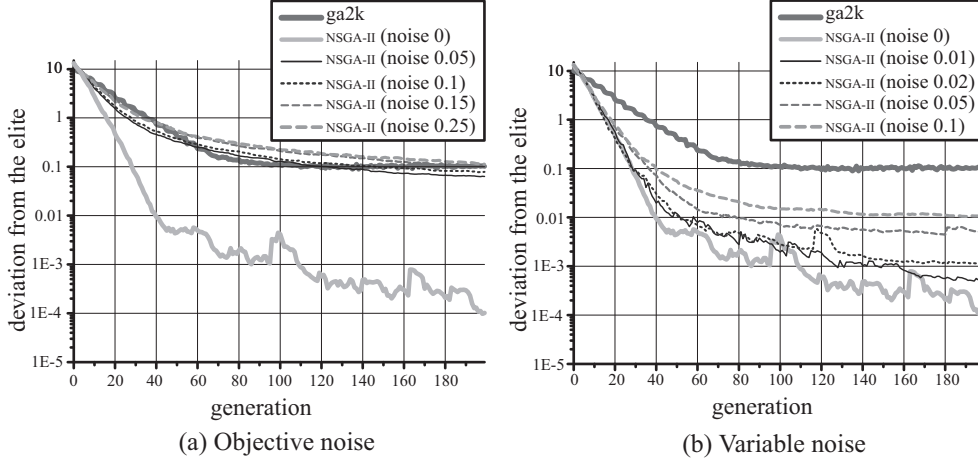 ga2k
NSGA-II (noise 0)
NSGA-II (noise 0.05)
NSGA-II (noise 0.1)
NSGA-II (noise 0.15)
NSGA-II (noise 0.25)
deviation from the elite
10
1
0.1
0.01
1E-3
1E-4
1E-5
0 20 40 60 80 100 120 140 160 180
generation
(a) Objective noise
ga2k
NSGA-II (noise 0)
NSGA-II (noise 0.01)
NSGA-II (noise 0.02)
NSGA-II (noise 0.05)
NSGA-II (noise 0.1)
deviation from the elite
10
1
0.1
0.01
1E-3
1E-4
1E-5
0 20 40 60 80 100 120 140 160 180
generation
(b) Variable noise